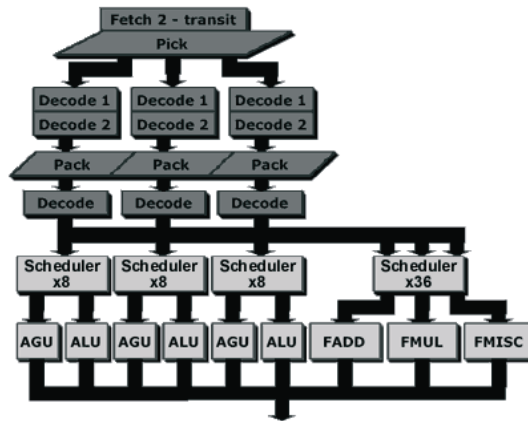 Fetch 2 - transit
Pick
Decode 1 Decode 1 Decode 1
Decode 2 Decode 2 Decode 2
Pack Pack Pack
Decode Decode Decode
Scheduler Scheduler Scheduler Scheduler
x8 x8 x8 x36
AGU ALU AGU ALU AGU ALU FADD FMUL FMISC